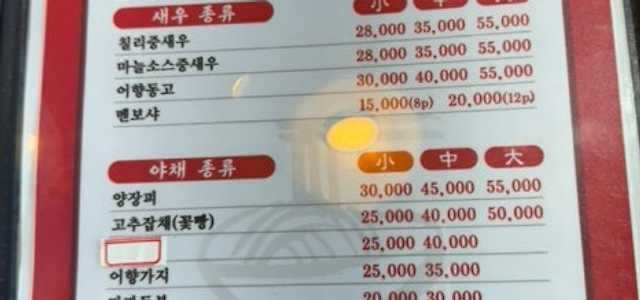 새우 종류 小
칠리중새우 28,000 35,000 55,000
마늘소스중새우 28,000 35,000 55,000
어향동고 30,000 40,000 55,000
멘보샤 15,000(8p) 20,000(12p)
야채 종류 小 中 大
양장피 30,000 45,000 55,000
고추잡채(꽃빵) 25,000 40,000 50,000
25,000 40,000
어향가지 25,000 35,000
20,000 30,000